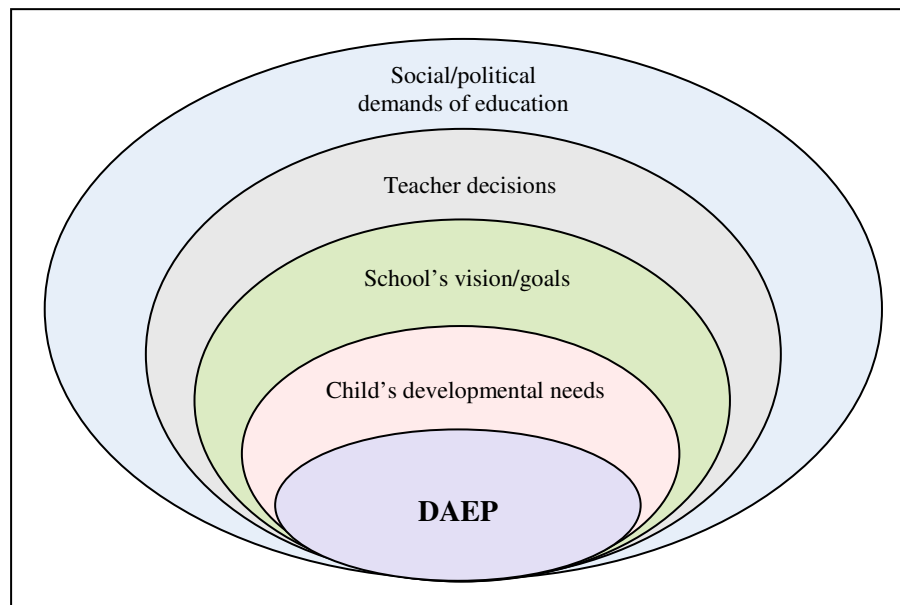 Social/political
demands of education
Teacher decisions
School’s vision/goals
Child’s developmental needs
DAEP